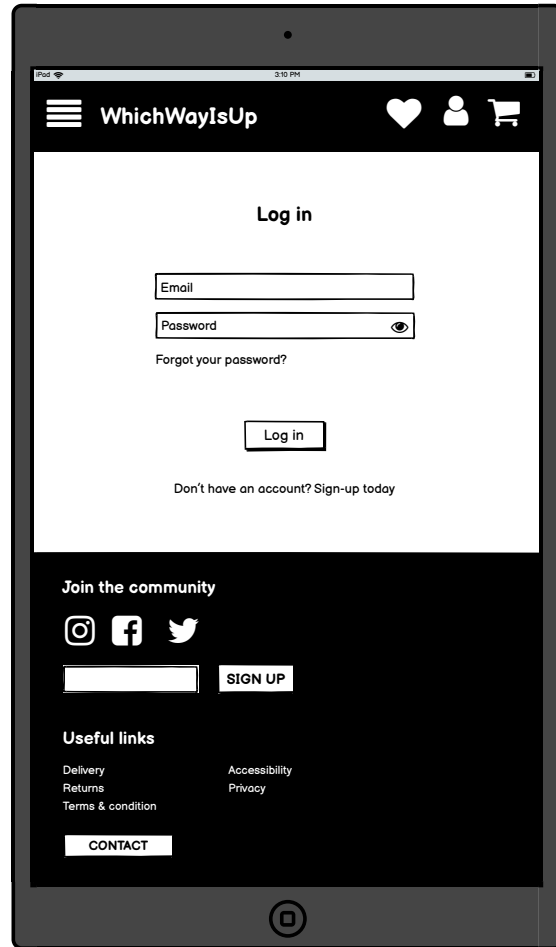 iPad 3:10 PM
WhichWayIsUp
Log in
Email
Password
Forgot your password?
Log in
Don't have an account? Sign-up today
Join the community
SIGN UP
Useful links
Delivery Accessibility
Returns Privacy
Terms & condition
CONTACT